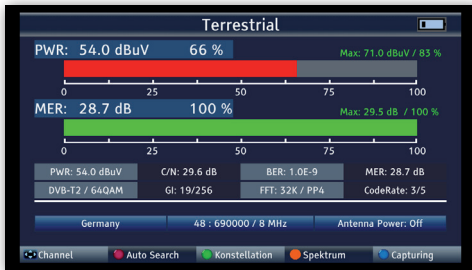 Terrestrial
PWR: 54.0 dBuV 66 % Max: 71.0 dBuV / 83 %
0 25 50 75 100
MER: 28.7 dB 100 % Max: 29.5 dB / 100 %
0 25 50 75 100
PWR: 54.0 dBuV C/N: 29.6 dB BER: 1.0E-9 MER: 28.7 dB
DVB-T2 / 64QAM GI: 19/256 FFT: 32K / PP4 CodeRate: 3/5
Germany 48 : 690000 / 8 MHz Antenna Power: Off
Channel Auto Search Konstellation Spektrum Capturing